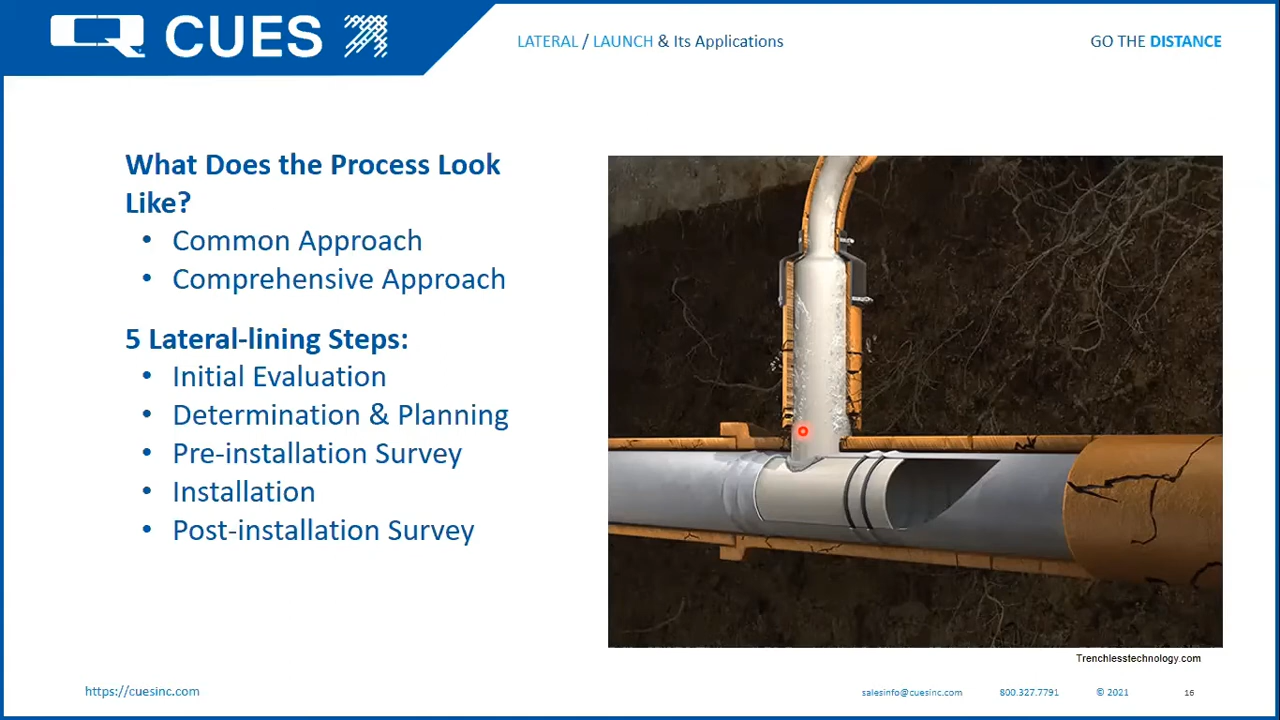 CUES
LATERAL / LAUNCH & Its Applications
GO THE DISTANCE
What Does the Process Look
Like?
• Common Approach
• Comprehensive Approach
5 Lateral-lining Steps:
• Initial Evaluation
• Determination & Planning
• Pre-installation Survey
• Installation
• Post-installation Survey
Trenchlesstechnology.com
https://cuesinc.com
salesinfo@cuesinc.com
800.327.7791
© 2021
16